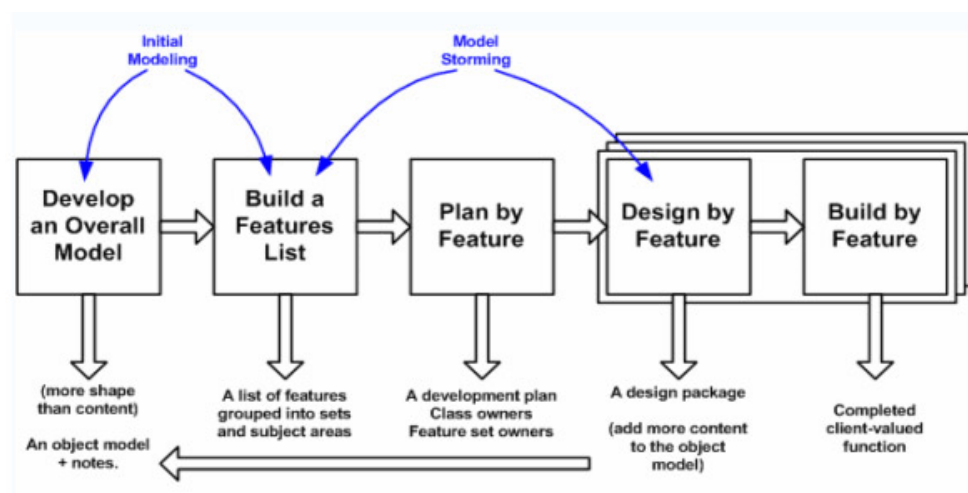 Initial
Modeling
Model
Storming
Develop
an Overall
Model
Build a
Features
List
Plan by
Feature
Design by
Feature
Build by
Feature
(more shape
than content)
An object model
+ notes.
A list of features
grouped into sets
and subject areas
A development plan
Class owners
Feature set owners
A design package
(add more content
to the object
model)
Completed
client-valued
function